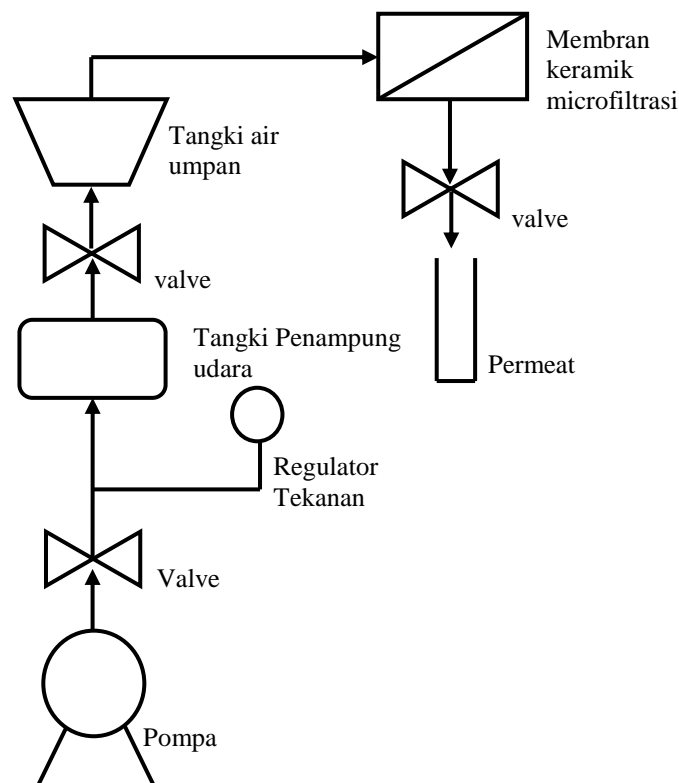 Membran
keramik
microfiltrasi
Tangki air
umpan
valve
valve
Tangki Penampung
udara
Permeat
Regulator
Tekanan
Valve
Pompa